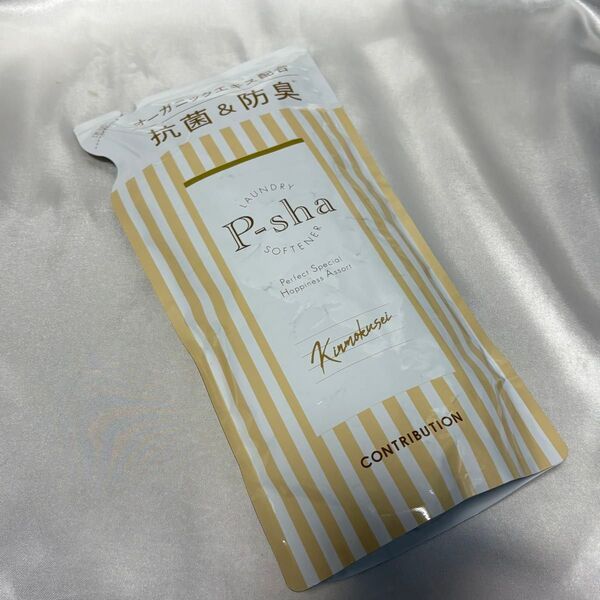 オーガニックエキス配合
抗菌&防臭
LAUNDRY
P-sha
SOFTENER
Perfect Special
Happiness Assort
Kinmokusei
CONTRIBUTION